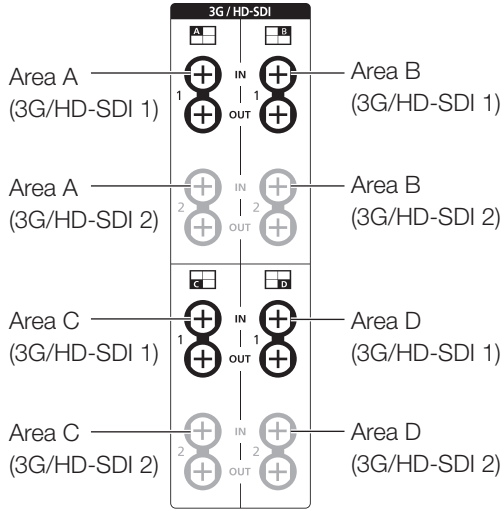 3G / HD-SDI
A B
Area A
(3G/HD-SDI 1)
IN
1 1
OUT
Area B
(3G/HD-SDI 1)
Area A
(3G/HD-SDI 2)
IN
2 2
OUT
Area B
(3G/HD-SDI 2)
C D
Area C
(3G/HD-SDI 1)
IN
1 1
OUT
Area D
(3G/HD-SDI 1)
Area C
(3G/HD-SDI 2)
IN
2 2
OUT
Area D
(3G/HD-SDI 2)